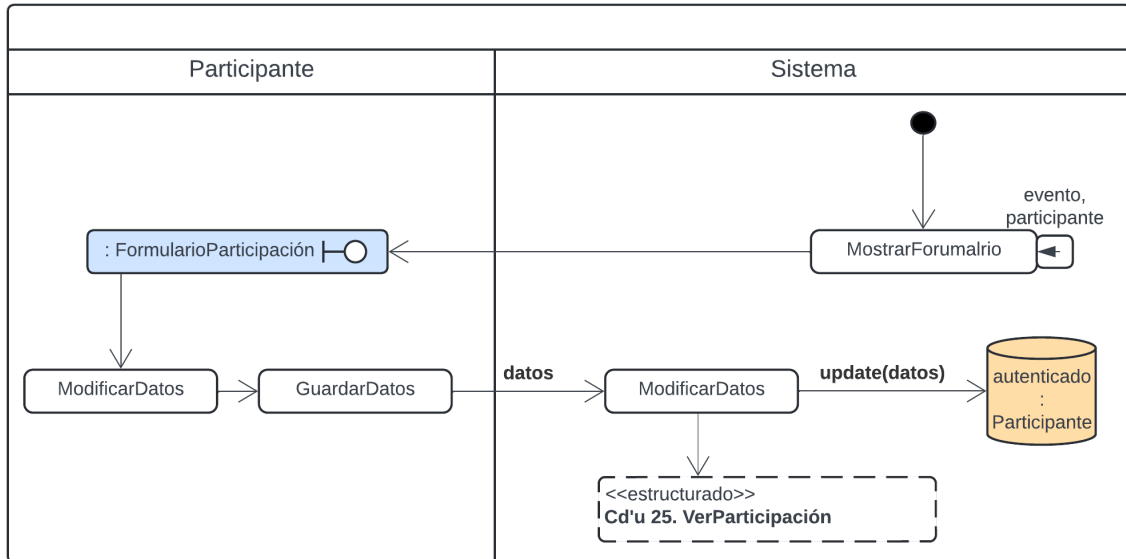 Participante
Sistema
evento,
participante
: FormularioParticipación
MostrarForumalrio
ModificarDatos
GuardarDatos
datos
ModificarDatos
update(datos)
autenticado
:
Participante
<<estructurado>>
Cd'u 25. VerParticipación